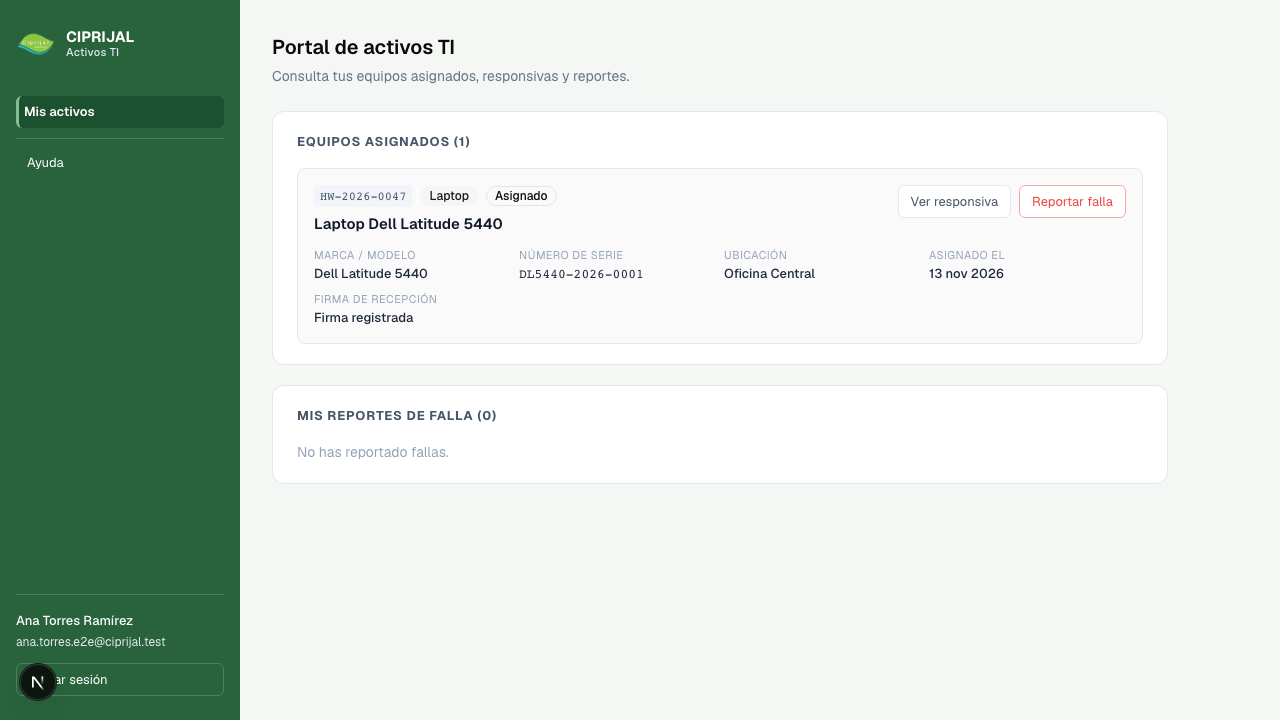 CIPRIJAL
Activos TI
Mis activos
Ayuda
Ana Torres Ramírez
ana.torres.e2e@ciprijal.test
ar sesión
Portal de activos TI
Consulta tus equipos asignados, responsivas y reportes.
EQUIPOS ASIGNADOS (1)
HW-2026-0047 Laptop Asignado Ver responsiva Reportar falla
Laptop Dell Latitude 5440
MARCA / MODELO NÚMERO DE SERIE UBICACIÓN ASIGNADO EL
Dell Latitude 5440 DL5440-2026-0001 Oficina Central 13 nov 2026
FIRMA DE RECEPCIÓN
Firma registrada
MIS REPORTES DE FALLA (0)
No has reportado fallas.